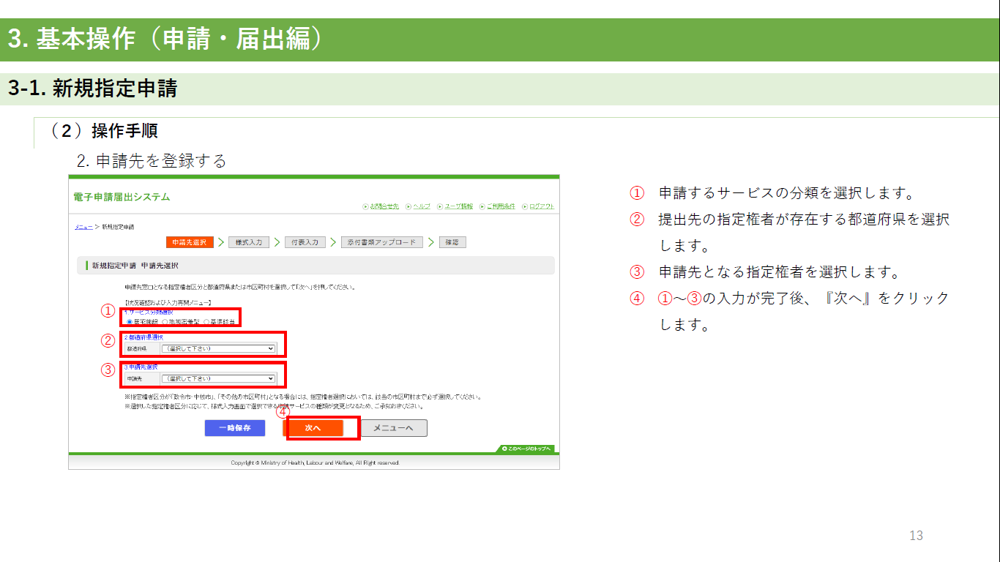 3. 基本操作（申請・届出編）
3-1. 新規指定申請
（2）操作手順
2. 申請先を登録する
電子申請届出システム
お問合せ先 ヘルプ ユーザ情報 ご利用条件 ログアウト
メニュー > 新規指定申請
申請先選択 様式入力 付表入力 添付書類アップロード 確認
新規指定申請 申請先選択
申請先窓口となる指定権者区分と都道府県または市区町村を選択して「次へ」を押してください。
【状況確認および入力再開メニュー】
①
1.サービス分類選択
居宅施設 地域密着型 基準該当
②
2.都道府県選択
都道府県 （選択して下さい）
③
3.申請先選択
申請先 （選択して下さい）
※指定権者区分が「政令市・中核市」、「その他の市区町村」となる場合には、指定権者選択においては、該当の市区町村まで必ず選択してください。
※選択した指定権者区分に応じて、様式入力画面で選択できる申請サービスの種類が変更となるため、ご承知おきください。
④
一時保存 次へ メニューへ
このページのトップへ
Copyright © Ministry of Health, Labour and Welfare, All Right reserved.
① 申請するサービスの分類を選択します。
② 提出先の指定権者が存在する都道府県を選択
します。
③ 申請先となる指定権者を選択します。
④ ①～③の入力が完了後、『次へ』をクリック
します。
13